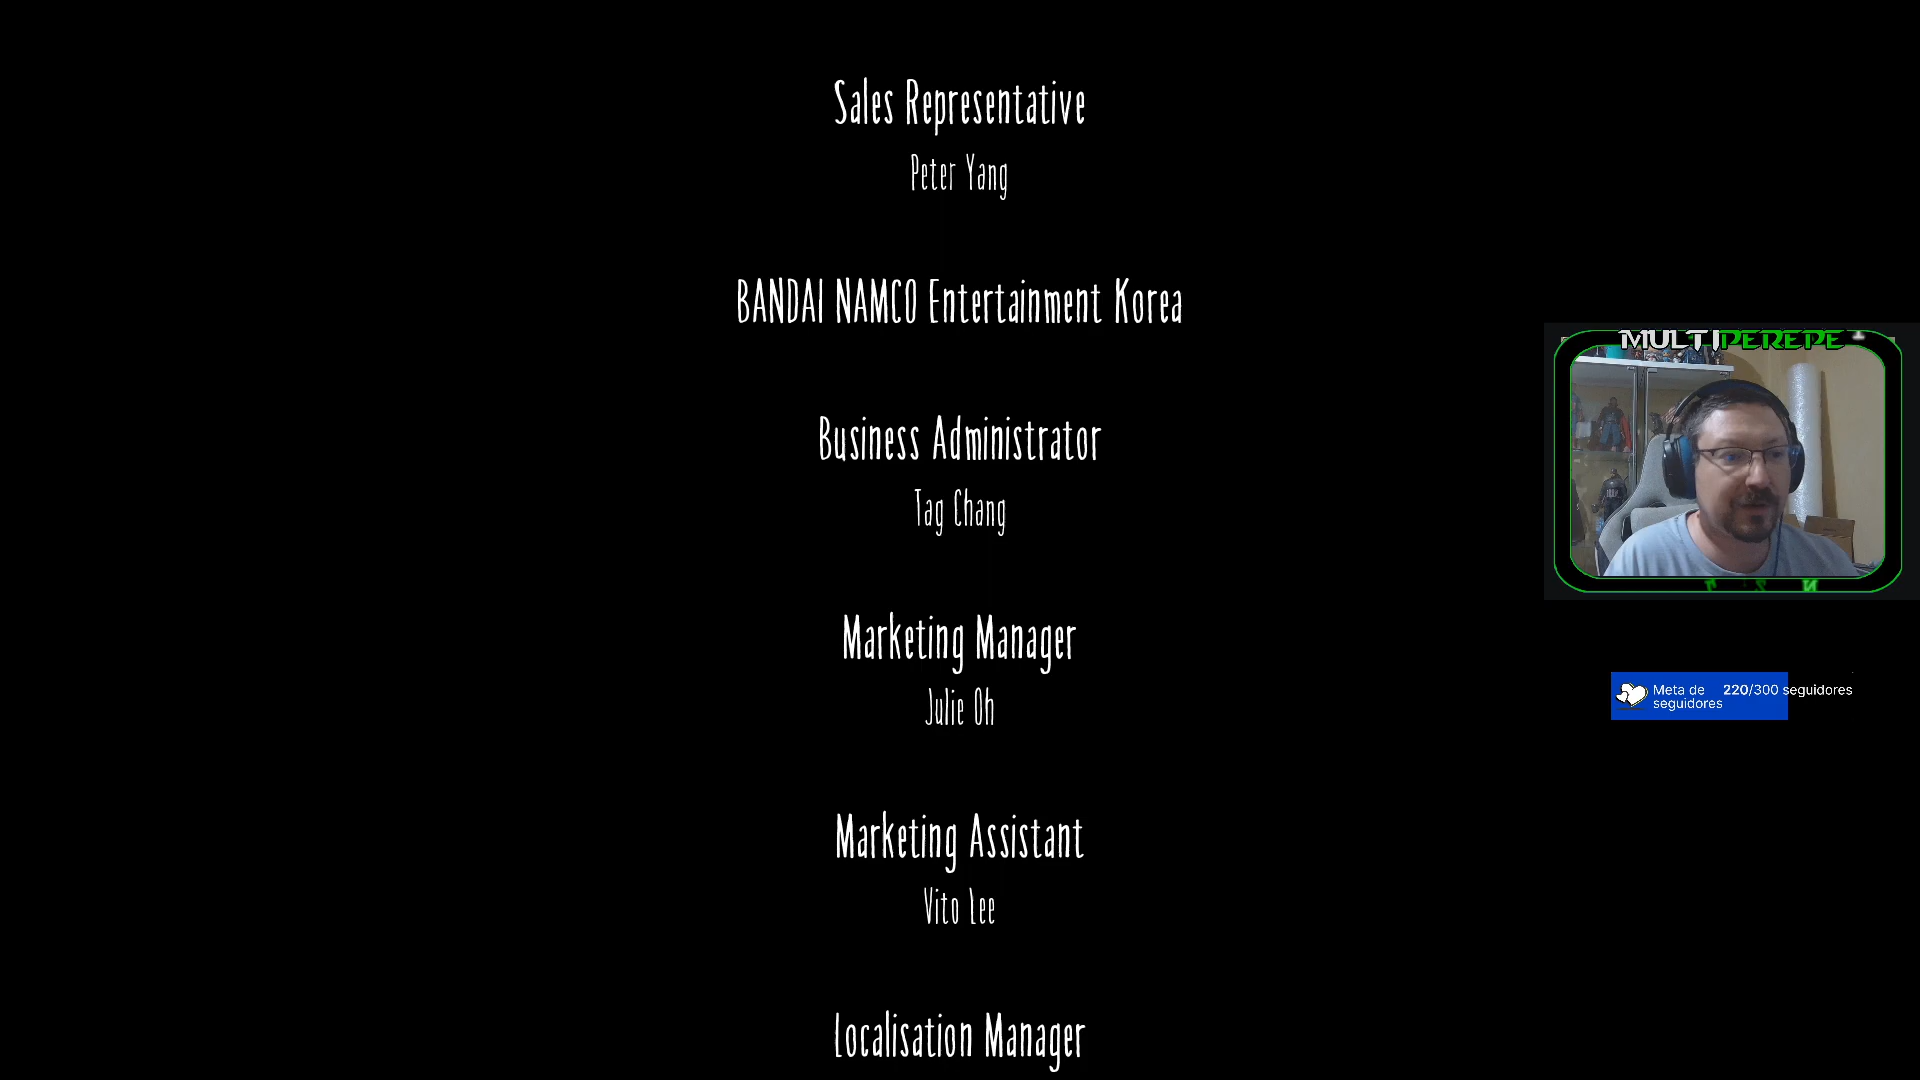 Sales Representative
Peter Yang
BANDAI NAMCO Entertainment Korea
Business Administrator
Tag Chang
Marketing Manager
Julie Oh
Marketing Assistant
Vito Lee
Localisation Manager
MULTIPEREPE
Meta de seguidores
220/300 seguidores